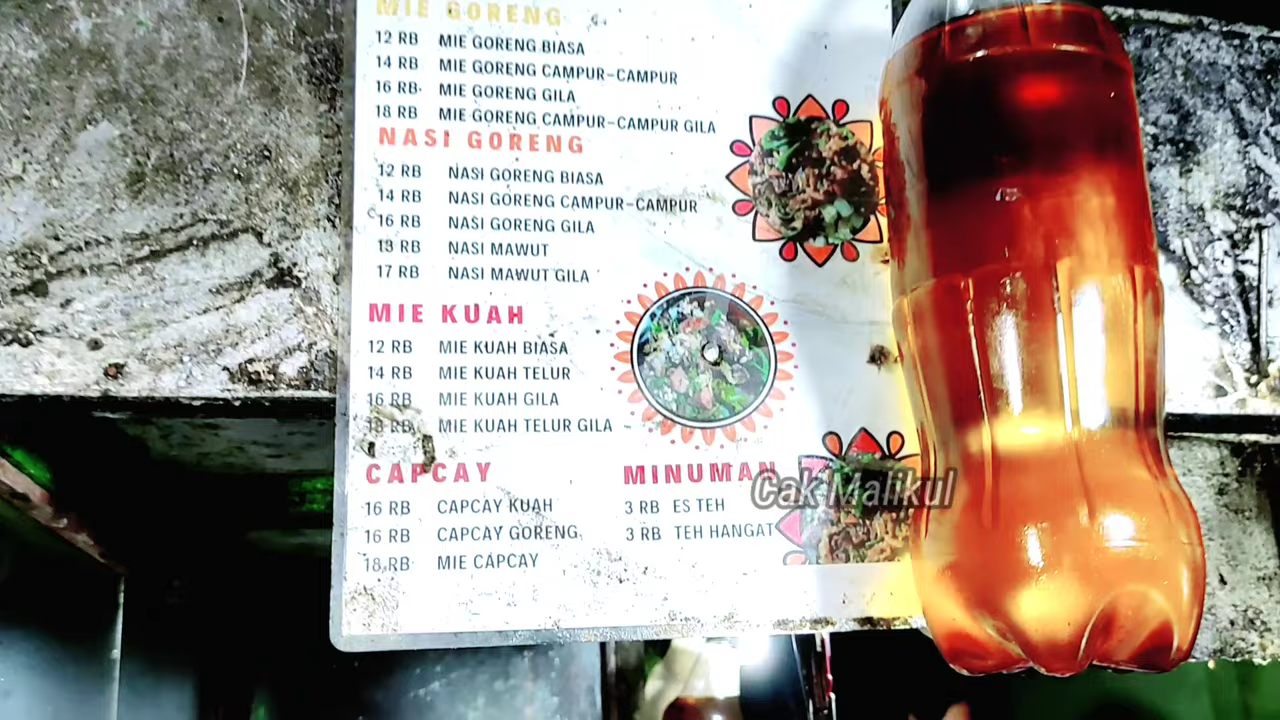 MIE GORENG
12 RB MIE GORENG BIASA
14 RB MIE GORENG CAMPUR-CAMPUR
16 RB MIE GORENG GILA
18 RB MIE GORENG CAMPUR-CAMPUR GILA
NASI GORENG
12 RB NASI GORENG BIASA
14 RB NASI GORENG CAMPUR-CAMPUR
16 RB NASI GORENG GILA
13 RB NASI MAWUT
17 RB NASI MAWUT GILA
MIE KUAH
12 RB MIE KUAH BIASA
14 RB MIE KUAH TELUR
16 RB MIE KUAH GILA
18 RB MIE KUAH TELUR GILA
CAPCAY
16 RB CAPCAY KUAH
16 RB CAPCAY GORENG
18 RB MIE CAPCAY
MINUMAN
3 RB ES TEH
3 RB TEH HANGAT
Cak Malikul